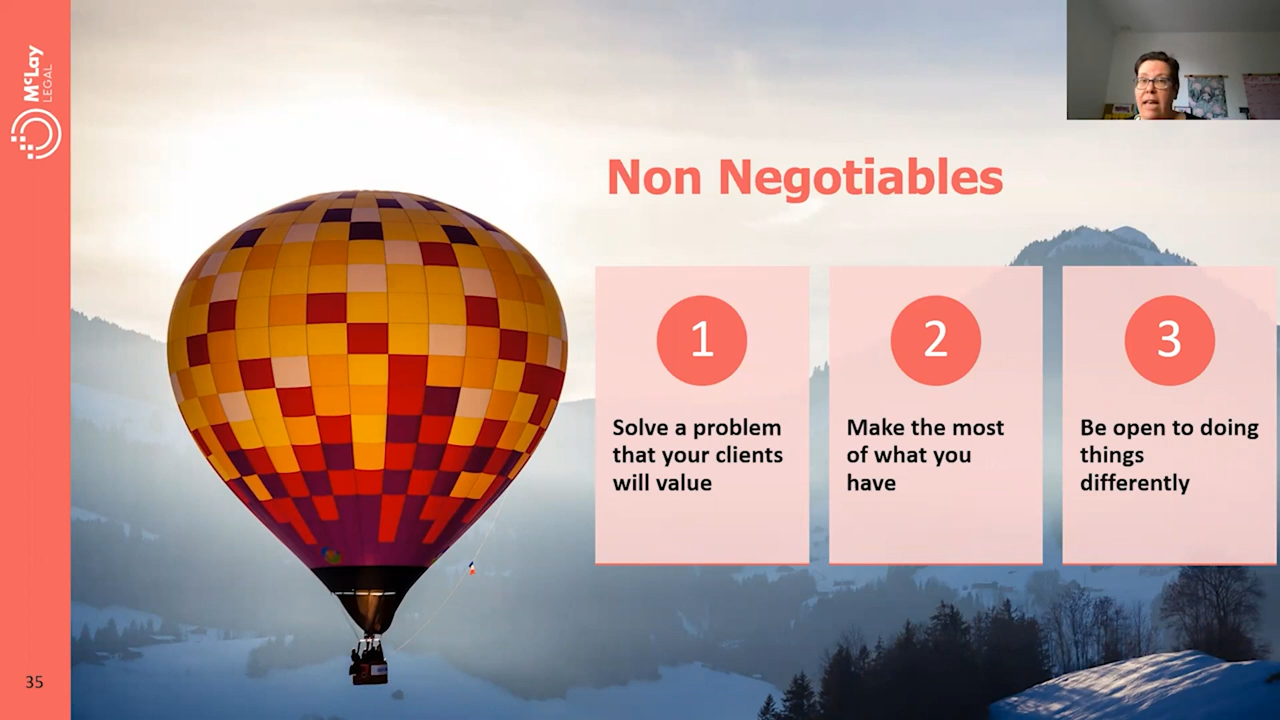 McLay
LEGAL
Non Negotiables
1
Solve a problem
that your clients
will value
2
Make the most
of what you
have
3
Be open to doing
things
differently
35